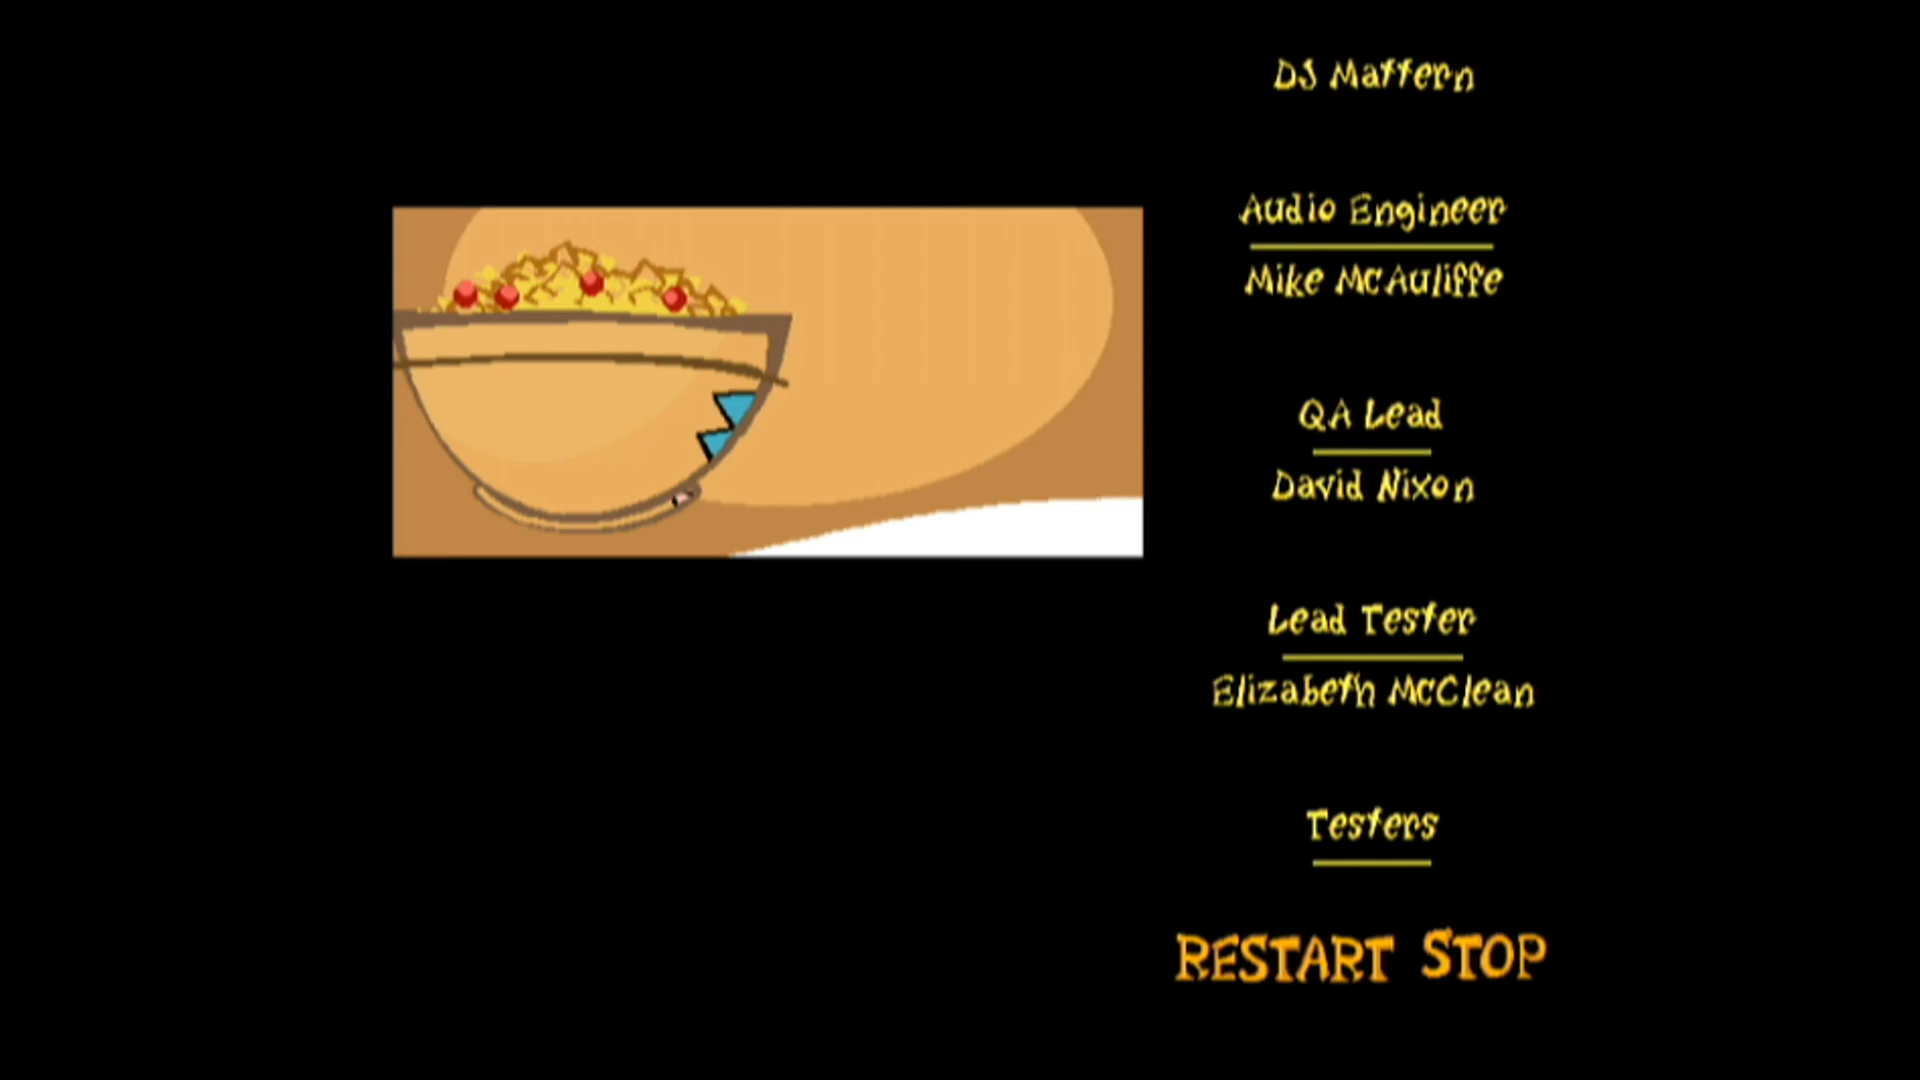 DJ Mattern
Audio Engineer
Mike McAuliffe
QA Lead
David Nixon
Lead Tester
Elizabeth McClean
Testers
RESTART STOP